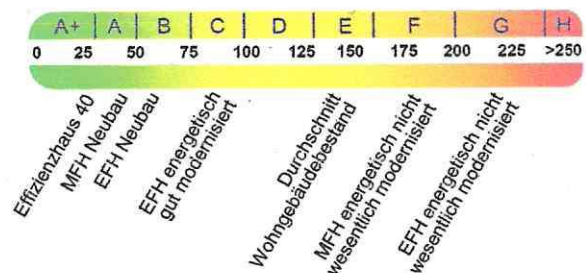 A+ A B C D E F G H
0 25 50 75 100 125 150 175 200 225 >250
Effizienzhaus 40
MFH Neubau
EFH Neubau
EFH energetisch
gut modernisiert
Durchschnitt
Wohngebäudebestand
MFH energetisch nicht
wesentlich modernisiert
EFH energetisch nicht
wesentlich modernisiert